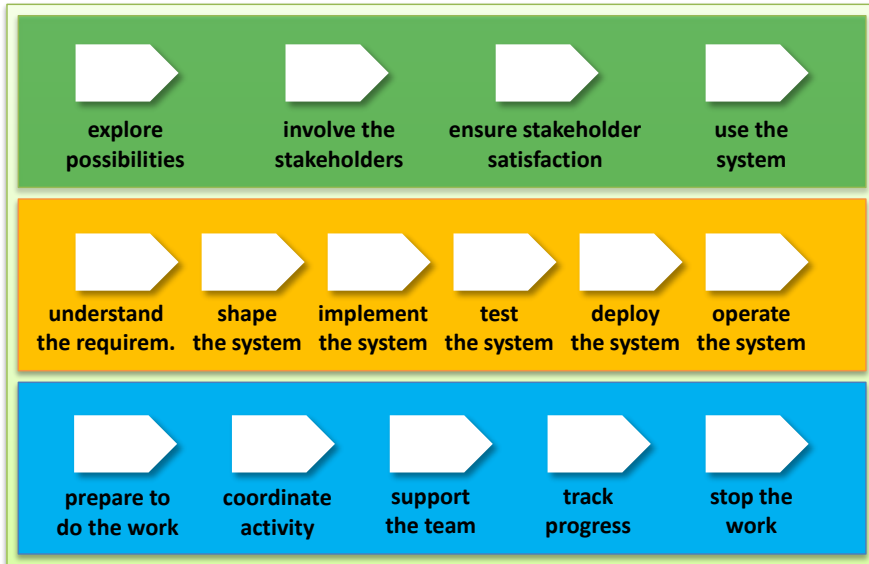 explore
possibilities
involve the
stakeholders
ensure stakeholder
satisfaction
use the
system
understand
the requirem.
shape
the system
implement
the system
test
the system
deploy
the system
operate
the system
prepare to
do the work
coordinate
activity
support
the team
track
progress
stop the
work